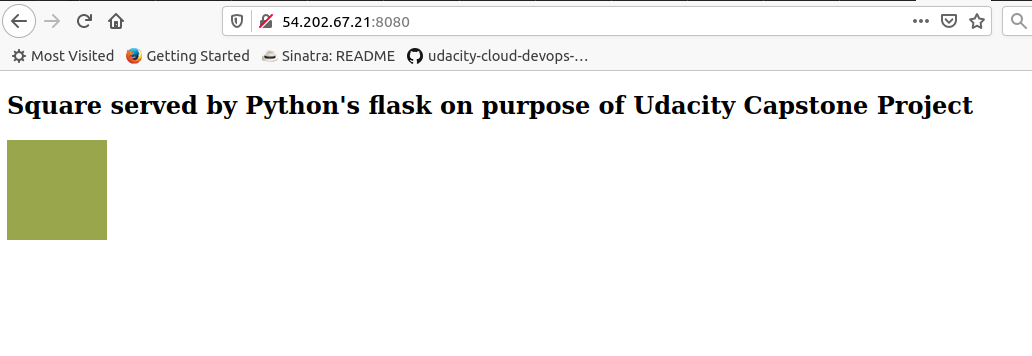 54.202.67.21:8080
Most Visited Getting Started Sinatra: README udacity-cloud-devops-...
Square served by Python's flask on purpose of Udacity Capstone Project